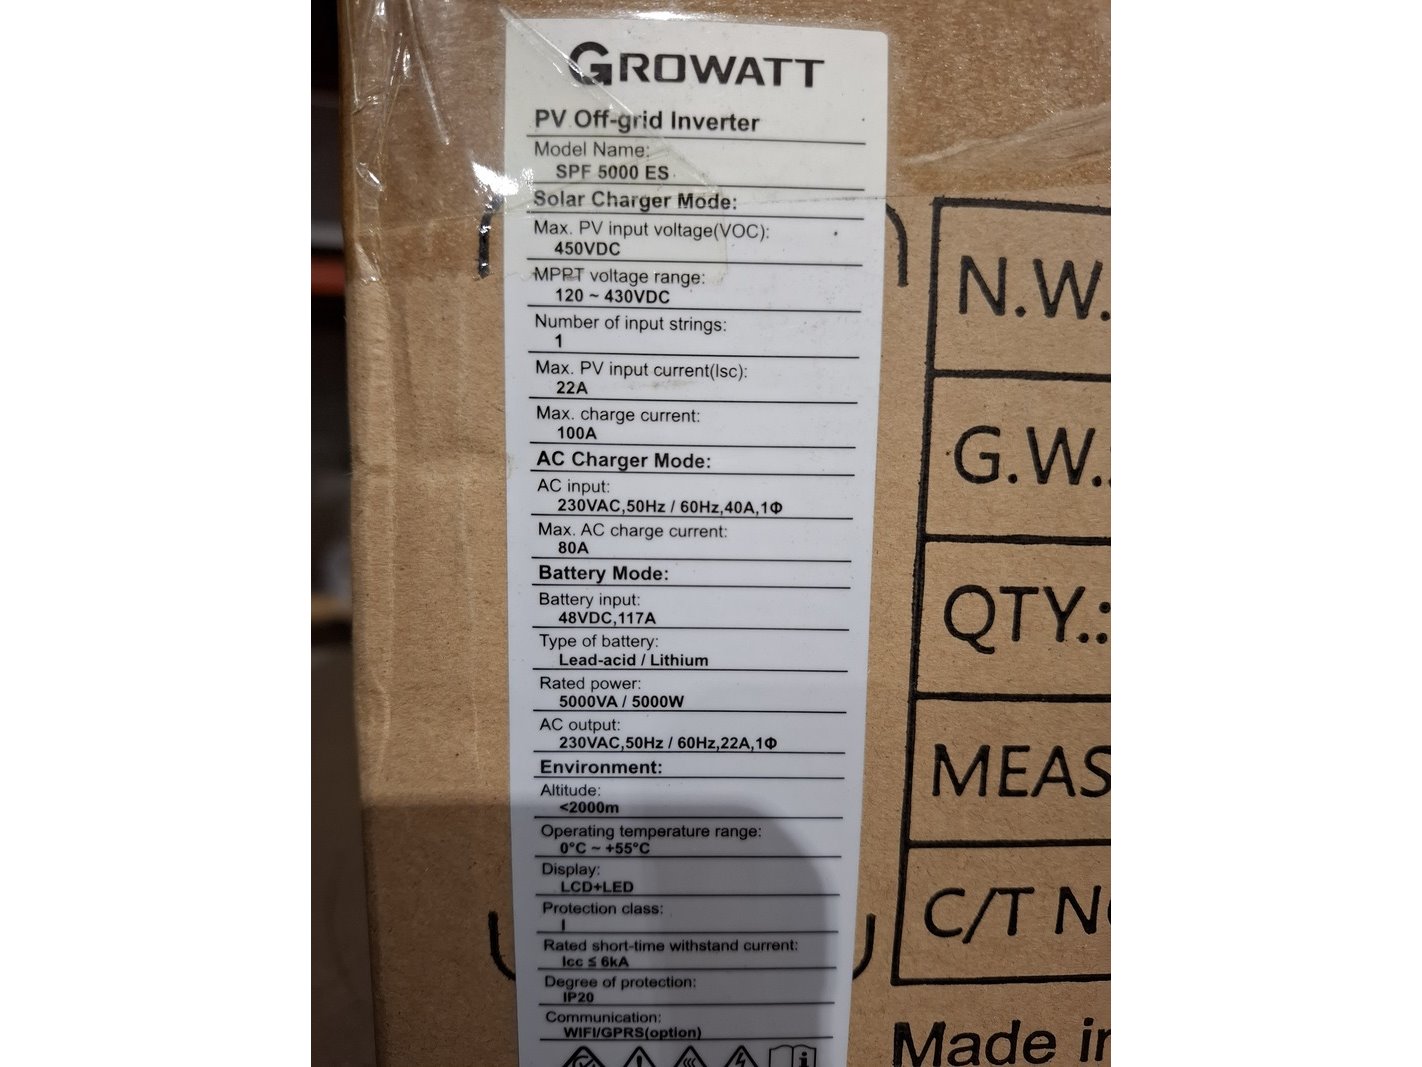 GROWATT
PV Off-grid Inverter
Model Name:
SPF 5000 ES
Solar Charger Mode:
Max. PV input voltage(VOC):
450VDC
MPPT voltage range:
120 ~ 430VDC
Number of input strings:
1
Max. PV input current(Isc):
22A
Max. charge current:
100A
AC Charger Mode:
AC input:
230VAC,50Hz / 60Hz,40A,1Φ
Max. AC charge current:
80A
Battery Mode:
Battery input:
48VDC,117A
Type of battery:
Lead-acid / Lithium
Rated power:
5000VA / 5000W
AC output:
230VAC,50Hz / 60Hz,22A,1Φ
Environment:
Altitude:
<2000m
Operating temperature range:
0°C ~ +55°C
Display:
LCD+LED
Protection class:
I
Rated short-time withstand current:
Icc ≤ 6kA
Degree of protection:
IP20
Communication:
WIFI/GPRS(option)
N.W.
G.W.:
QTY.:
MEAS
C/T N
Made in